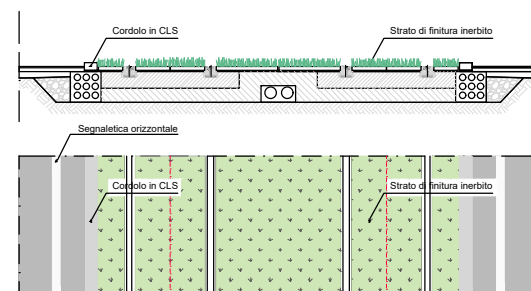 Cordolo in CLS
Strato di finitura inerbito
Segnaletica orizzontale
Cordolo in CLS
Strato di finitura inerbito